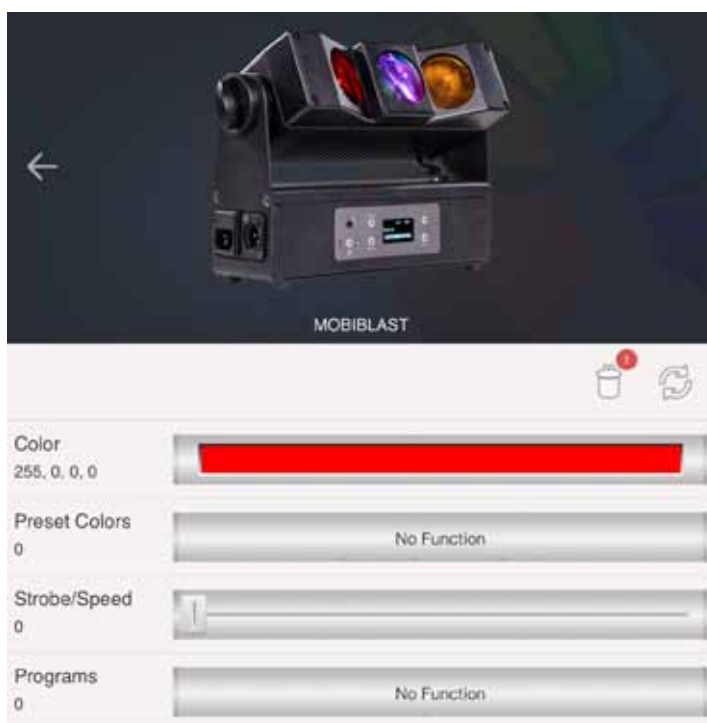 MOBIBLAST
Color
255, 0, 0, 0
Preset Colors
0
No Function
Strobe/Speed
0
Programs
0
No Function